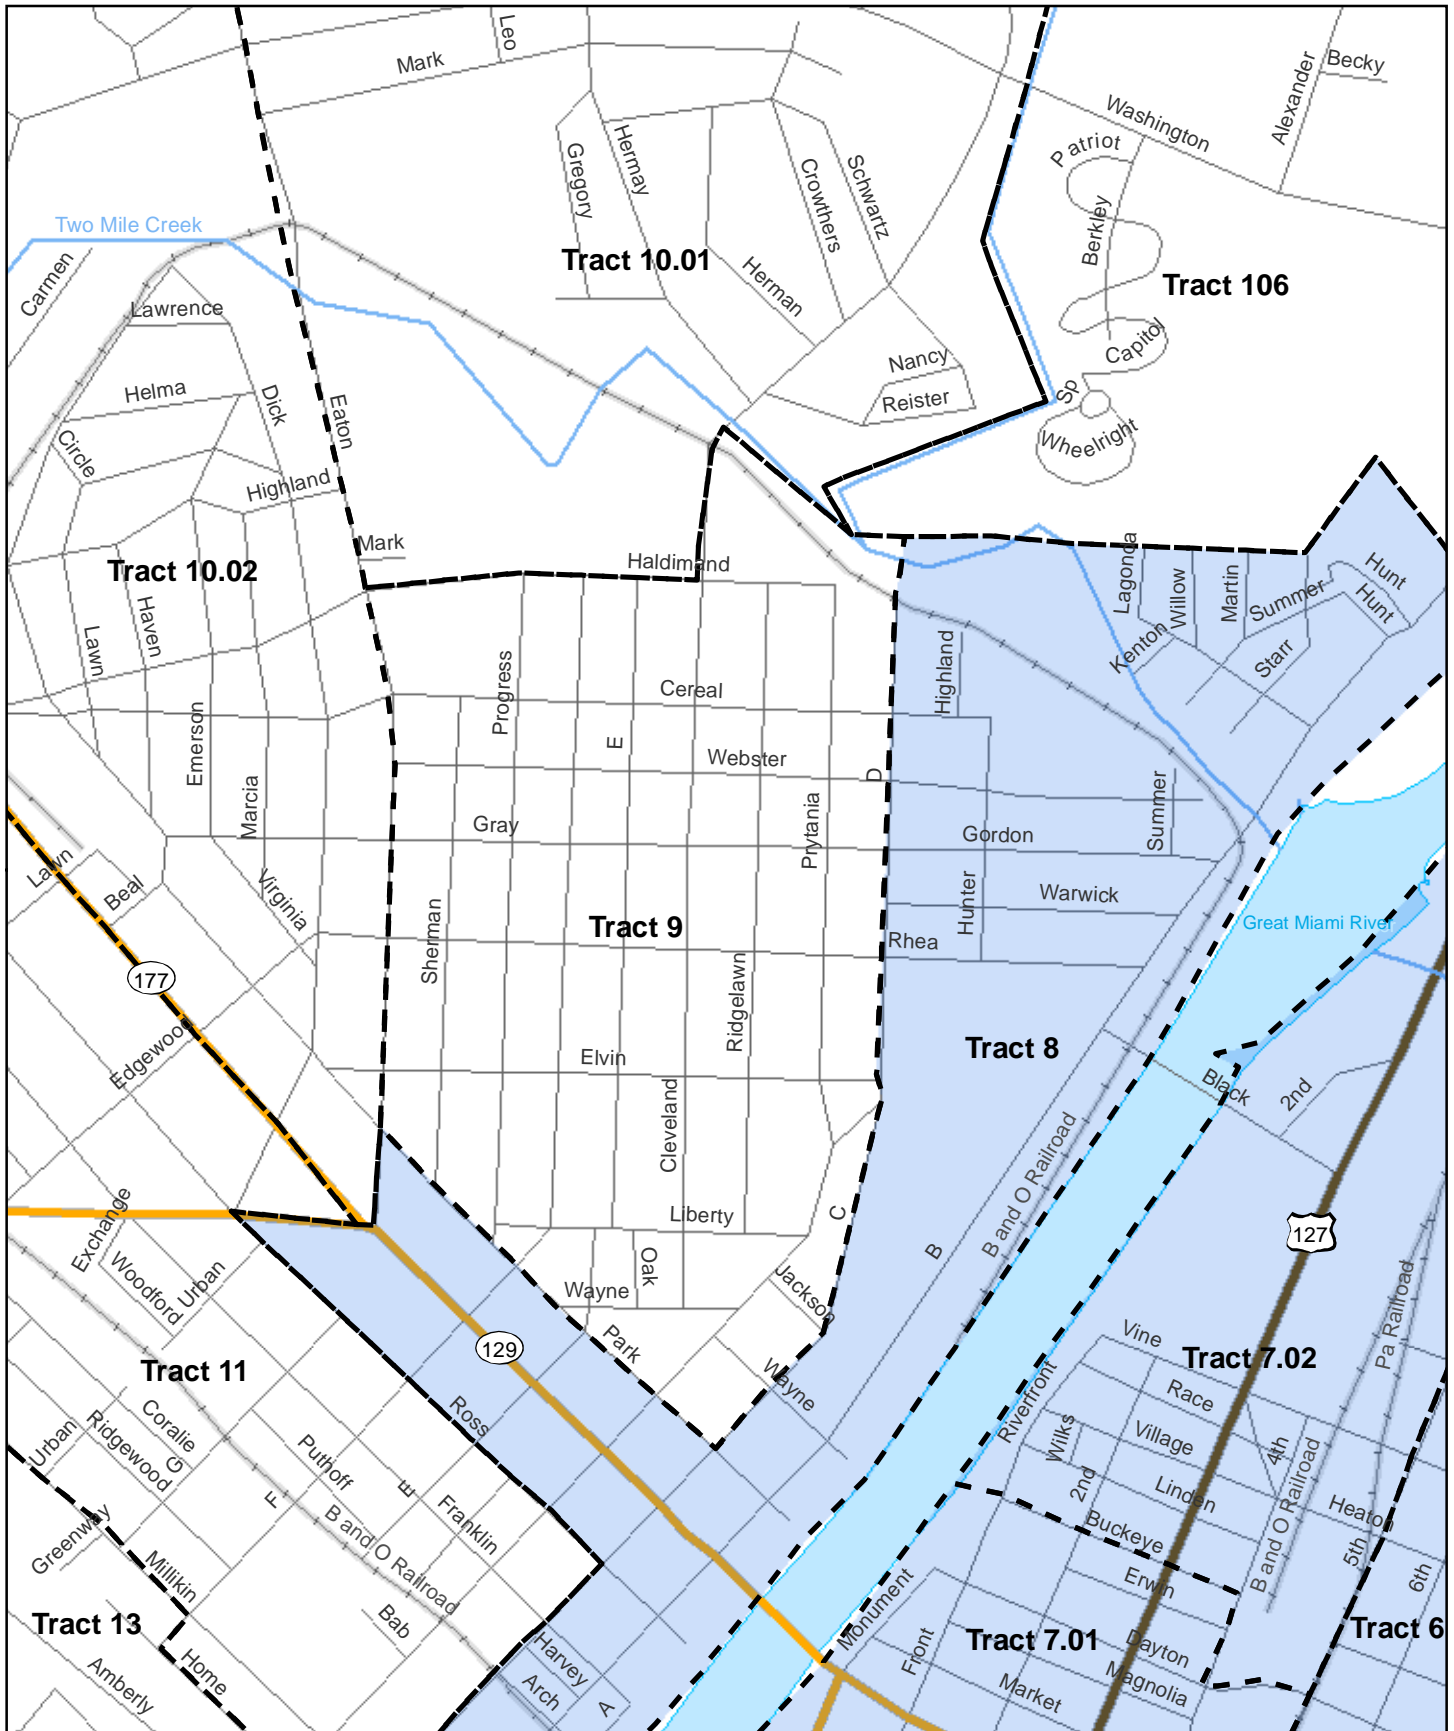 Leo
Mark
Becky
Alexander
Washington
Patriot
Hermay
Gregory
Crowthers
Schwartz
Two Mile Creek
Berkley
Carmen
Tract 10.01
Herman
Tract 106
Lawrence
Capitol
Nancy
Helma
Dick
Reister
Sp
Eaton
Circle
Wheelright
Highland
Mark
Haldimand
Lagonda
Hunt
Tract 10.02
Willow
Martin
Summer
Hunt
Haven
Lawn
Kenton
Starr
Highland
Progress
Cereal
Emerson
E
Webster
D
Marcia
Summer
Prytania
Gray
Gordon
Lawn
Beal
Virginia
Hunter
Warwick
Tract 9
Great Miami River
Sherman
Rhea
177
Ridgelawn
Edgewood
Tract 8
Elvin
Black
2nd
Cleveland
B and O Railroad
Exchange
Liberty
C
B
127
Woodford
Urban
Oak
Wayne
Jackson
Pa Railroad
129
Park
Vine
Tract 7.02
Tract 11
Wayne
Race
Ross
Riverfront
Coralie
Urban
Ridgewood
G
Puthoff
Wilks
Village
4th
F
E
Franklin
2nd
Linden
B and O Railroad
Heaton
B and O Railroad
Buckeye
5th
Greenway
Millikin
Erwin
6th
Monument
Tract 13
Bab
Tract 7.01
Tract 6
Harvey
Front
Dayton
Home
Amberly
Arch
A
Market
Magnolia